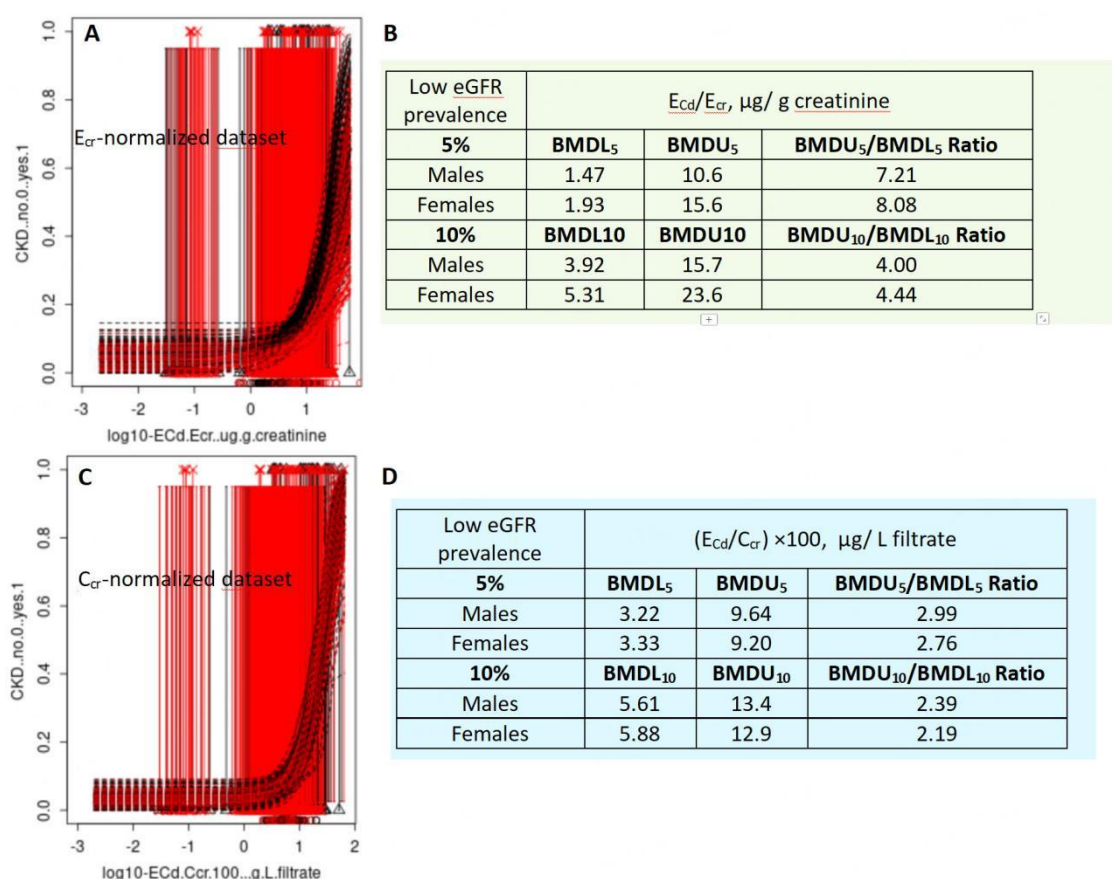 A
CKD..no.0..yes.1
1.0
0.8
0.6
0.4
0.2
0.0
Ecr-normalized dataset
-3 -2 -1 0 1
log10-ECd.Ecr..ug.g.creatinine
B
Low eGFR prevalence
ECd/Ecr, µg/ g creatinine
5% BMDL5 BMDU5 BMDU5/BMDL5 Ratio
Males 1.47 10.6 7.21
Females 1.93 15.6 8.08
10% BMDL10 BMDU10 BMDU10/BMDL10 Ratio
Males 3.92 15.7 4.00
Females 5.31 23.6 4.44
C
CKD..no.0..yes.1
1.0
0.8
0.6
0.4
0.2
0.0
Ccr-normalized dataset
-3 -2 -1 0 1 2
log10-ECd.Ccr.100...g.L.filtrate
D
Low eGFR
prevalence
(ECd/Ccr) ×100, µg/ L filtrate
5% BMDL5 BMDU5 BMDU5/BMDL5 Ratio
Males 3.22 9.64 2.99
Females 3.33 9.20 2.76
10% BMDL10 BMDU10 BMDU10/BMDL10 Ratio
Males 5.61 13.4 2.39
Females 5.88 12.9 2.19